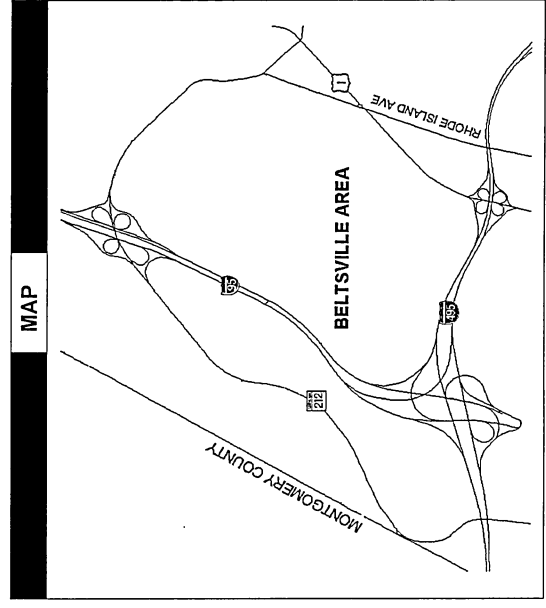 MAP
95
MONTGOMERY COUNTY
212
1
BELTSVILLE AREA
RHODE ISLAND AVE
495